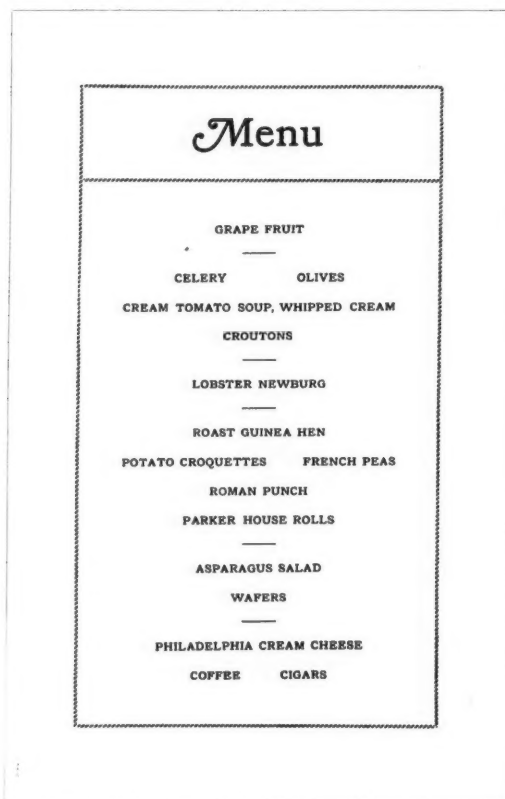 Menu
GRAPE FRUIT
CELERY OLIVES
CREAM TOMATO SOUP, WHIPPED CREAM
CROUTONS
LOBSTER NEWBURG
ROAST GUINEA HEN
POTATO CROQUETTES FRENCH PEAS
ROMAN PUNCH
PARKER HOUSE ROLLS
ASPARAGUS SALAD
WAFERS
PHILADELPHIA CREAM CHEESE
COFFEE CIGARS